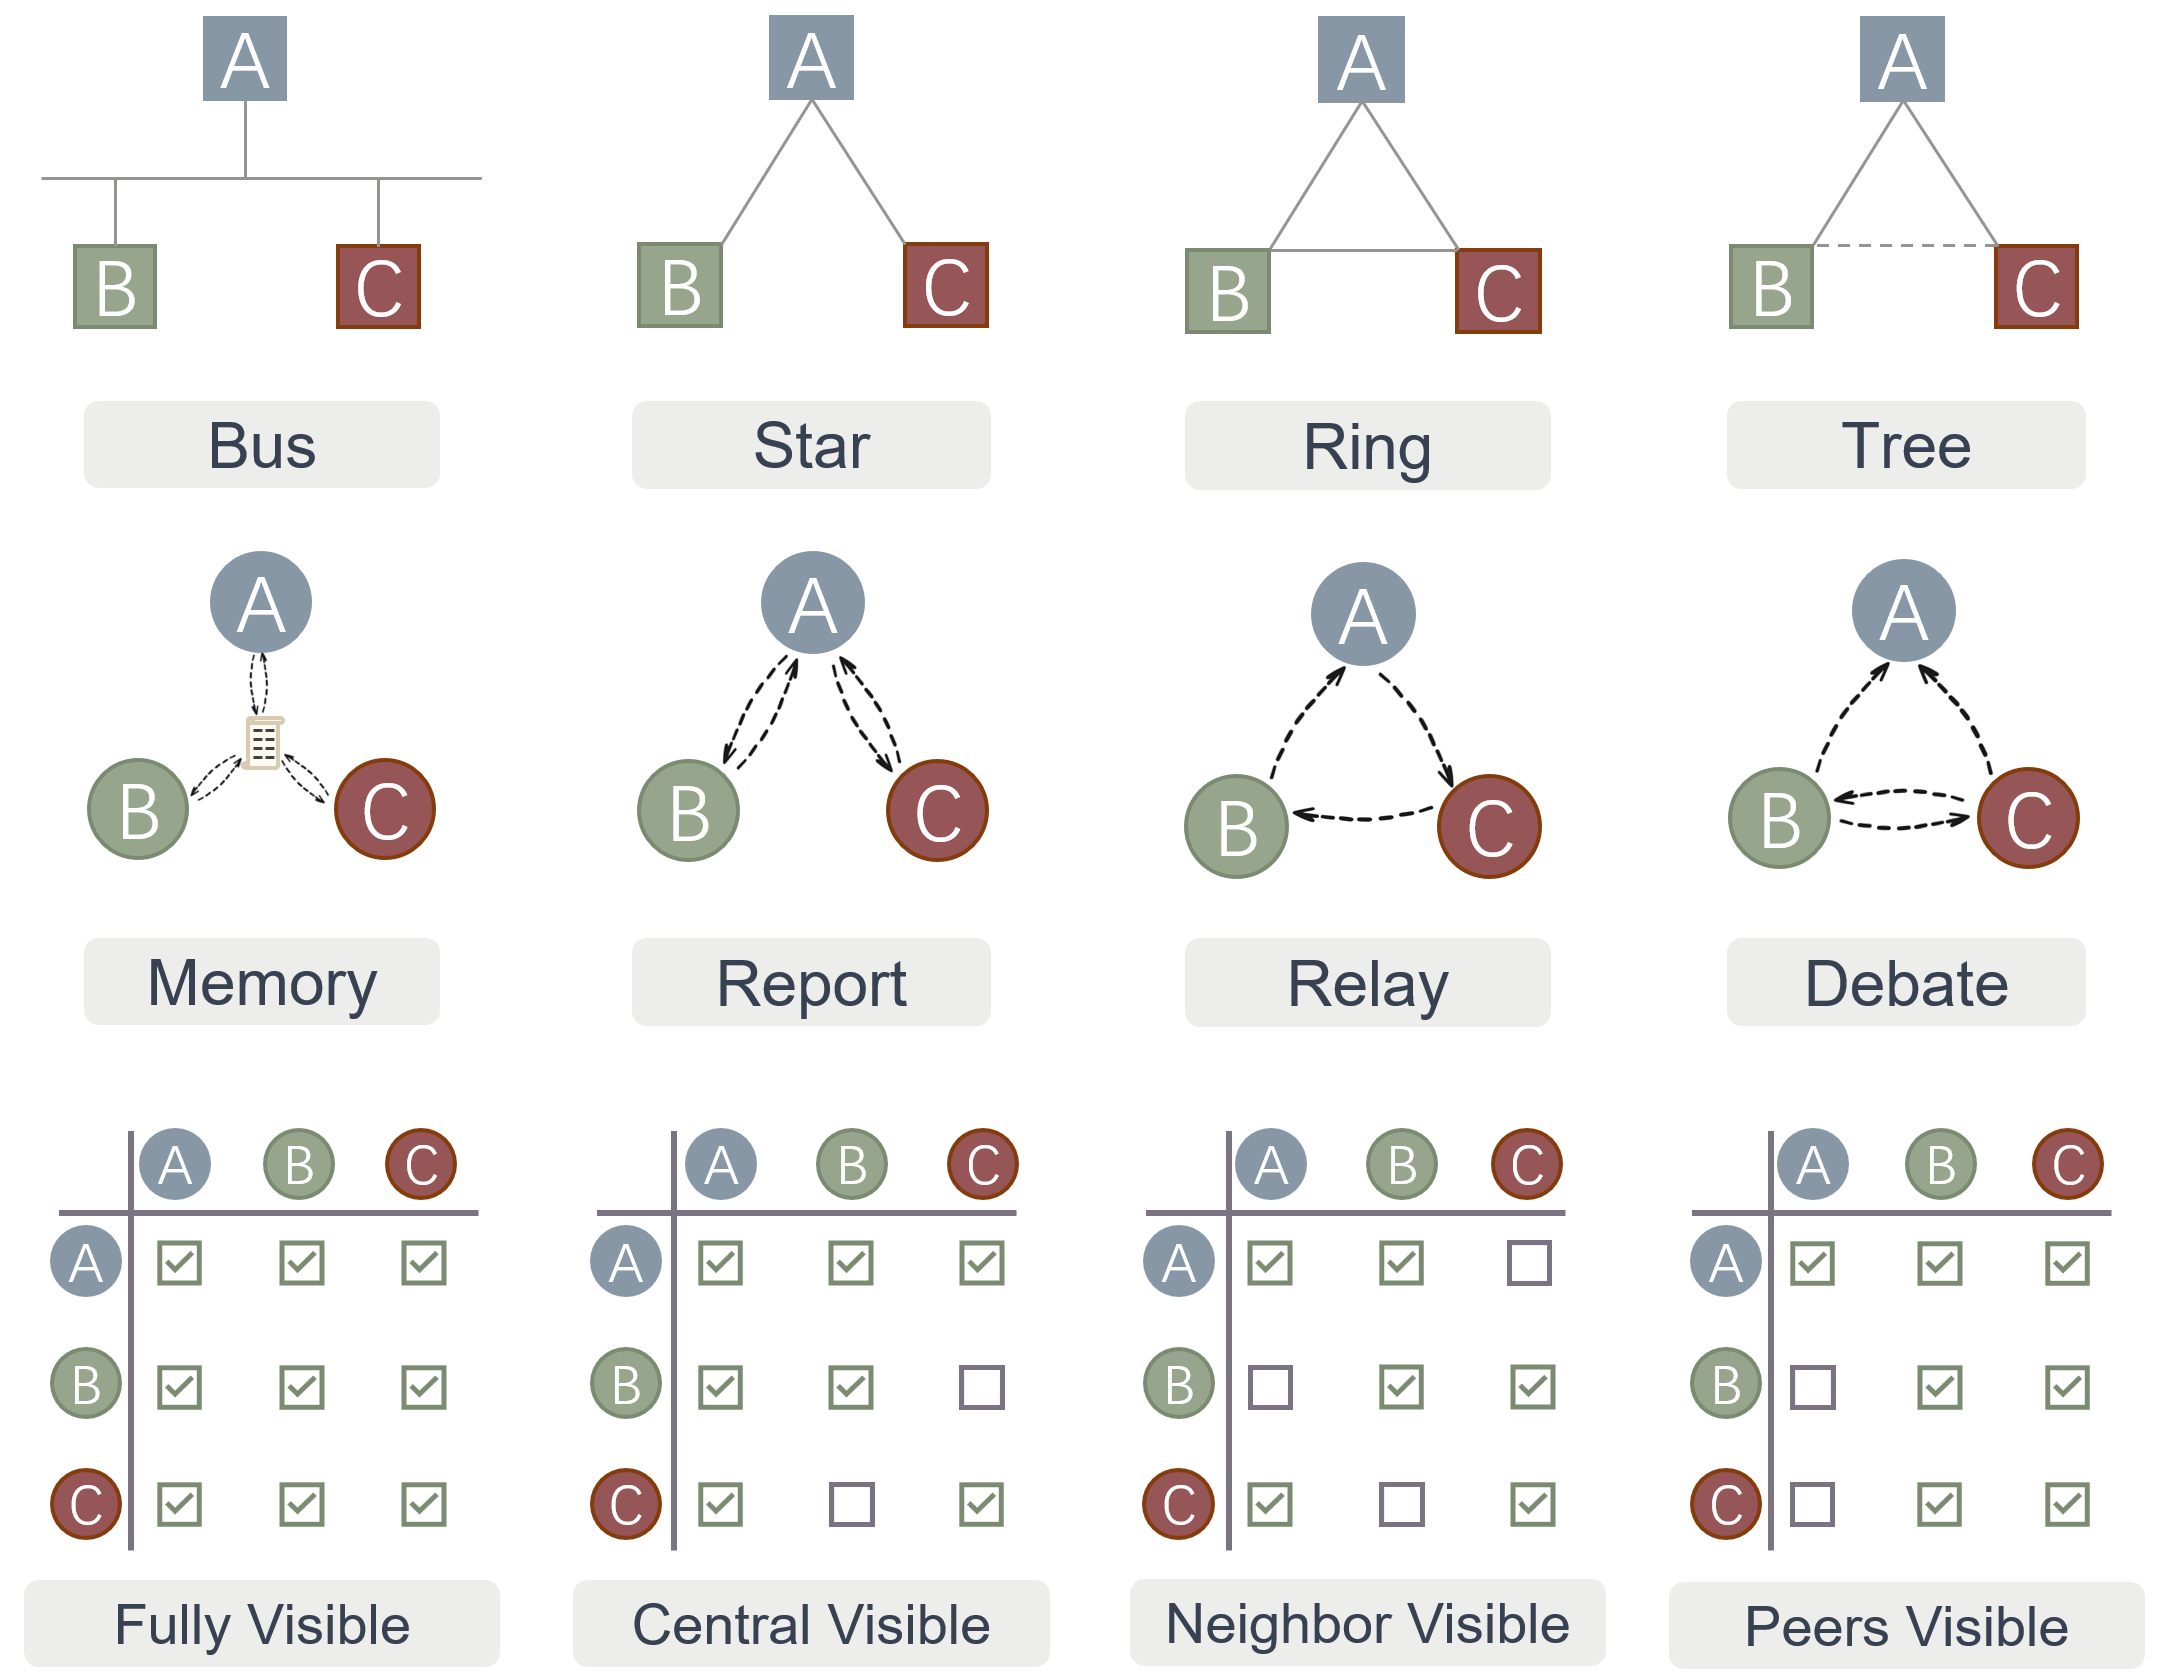 A A A A
B C B C B C B C
Bus Star Ring Tree
A A A A
B C B C B C B C
Memory Report Relay Debate
A B C A B C A B C A B C
A A A A
B B B B
C C C C
Fully Visible Central Visible Neighbor Visible Peers Visible